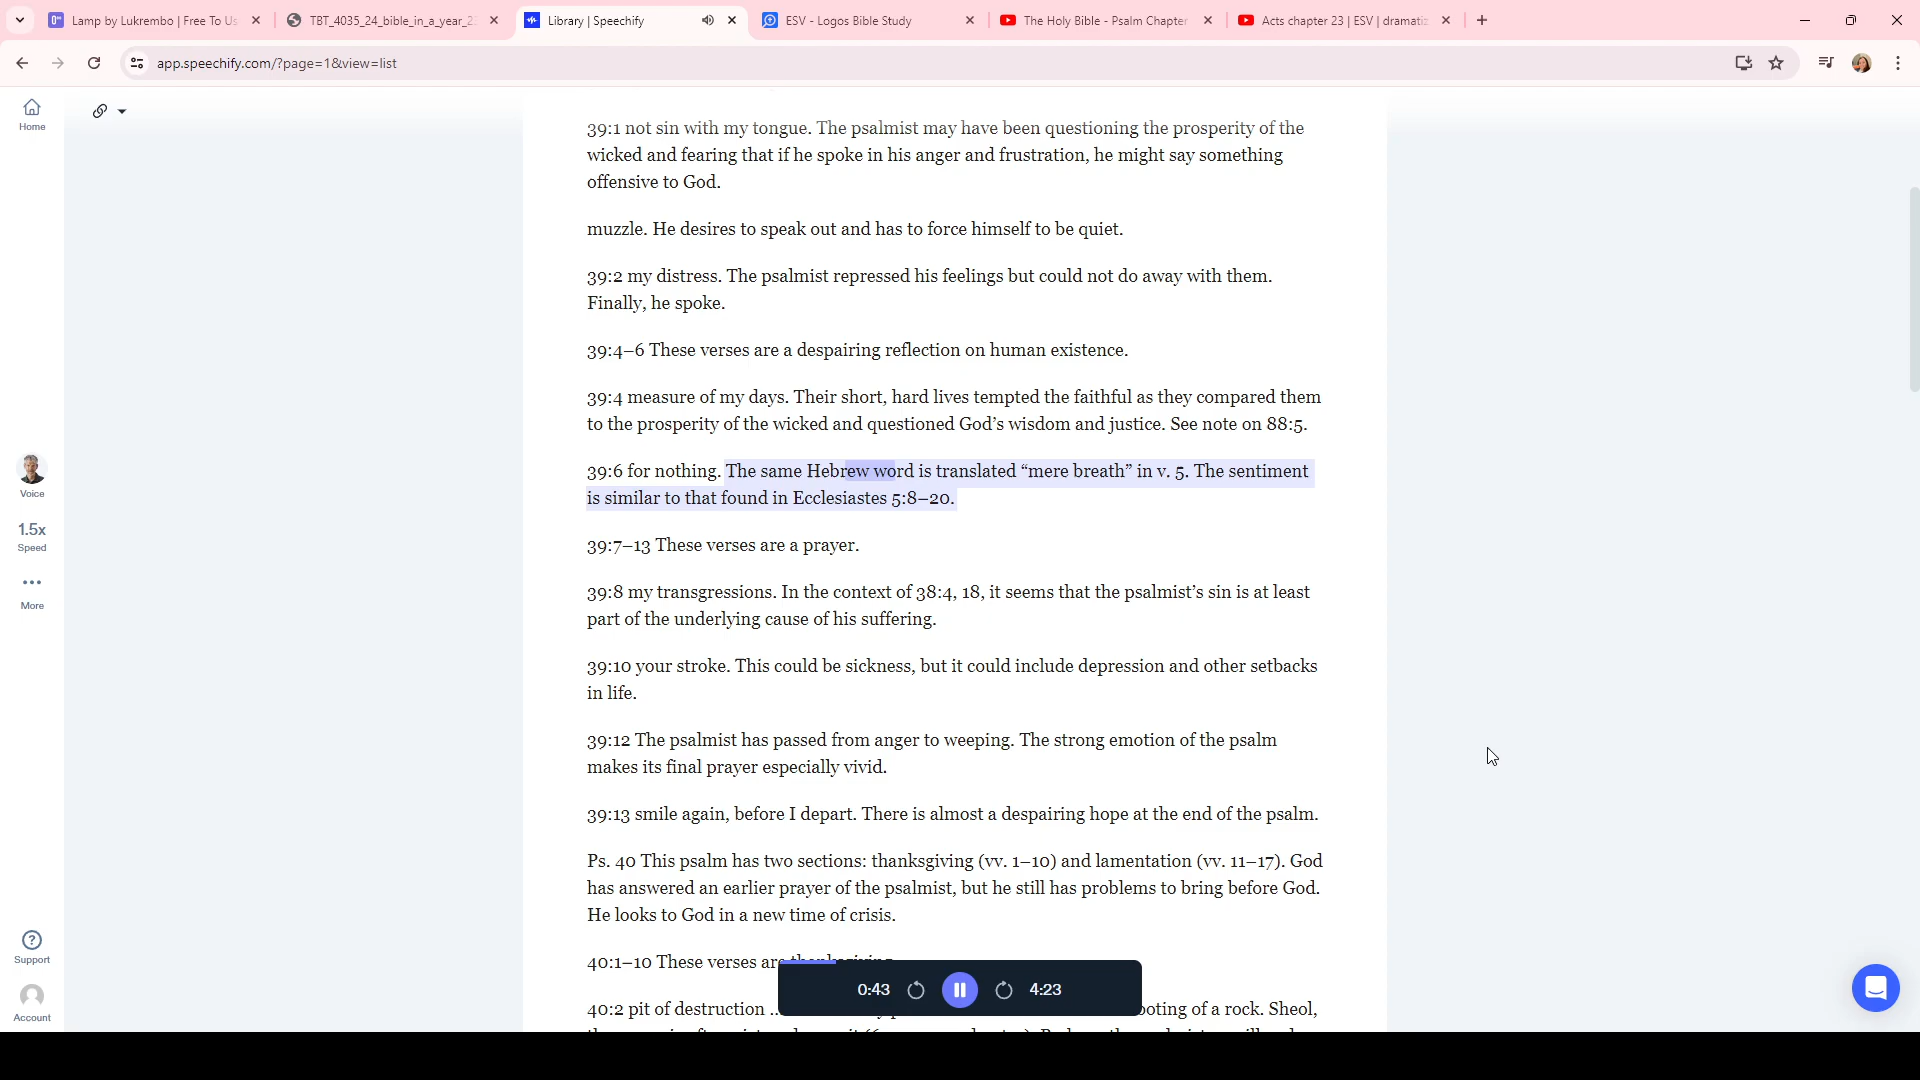 Lamp by Lukrembo | Free To Us
TBT_4035_24_bible_in_a_year_2
Library | Speechify
ESV - Logos Bible Study
The Holy Bible - Psalm Chapter
Acts chapter 23 | ESV | dramati
app.speechify.com/?page=1&view=list
Home
39:1 not sin with my tongue. The psalmist may have been questioning the prosperity of the
wicked and fearing that if he spoke in his anger and frustration, he might say something
offensive to God.
muzzle. He desires to speak out and has to force himself to be quiet.
39:2 my distress. The psalmist repressed his feelings but could not do away with them.
Finally, he spoke.
39:4–6 These verses are a despairing reflection on human existence.
39:4 measure of my days. Their short, hard lives tempted the faithful as they compared them
to the prosperity of the wicked and questioned God’s wisdom and justice. See note on 88:5.
39:6 for nothing. The same Hebrew word is translated “mere breath” in v. 5. The sentiment
is similar to that found in Ecclesiastes 5:8–20.
Voice
1.5x
Speed
More
39:7–13 These verses are a prayer.
39:8 my transgressions. In the context of 38:4, 18, it seems that the psalmist’s sin is at least
part of the underlying cause of his suffering.
39:10 your stroke. This could be sickness, but it could include depression and other setbacks
in life.
39:12 The psalmist has passed from anger to weeping. The strong emotion of the psalm
makes its final prayer especially vivid.
39:13 smile again, before I depart. There is almost a despairing hope at the end of the psalm.
Ps. 40 This psalm has two sections: thanksgiving (vv. 1–10) and lamentation (vv. 11–17). God
has answered an earlier prayer of the psalmist, but he still has problems to bring before God.
He looks to God in a new time of crisis.
40:1–10 These verses are
0:43 4:23
40:2 pit of destruction .. ooting of a rock. Sheol,
Support
Account